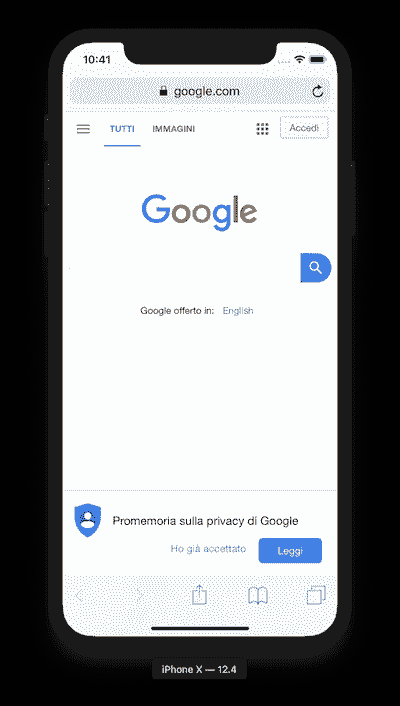 10:41
google.com
TUTTI IMMAGINI Accedi
Google
Google offerto in: English
Promemoria sulla privacy di Google
Ho già accettato Leggi
iPhone X — 12.4